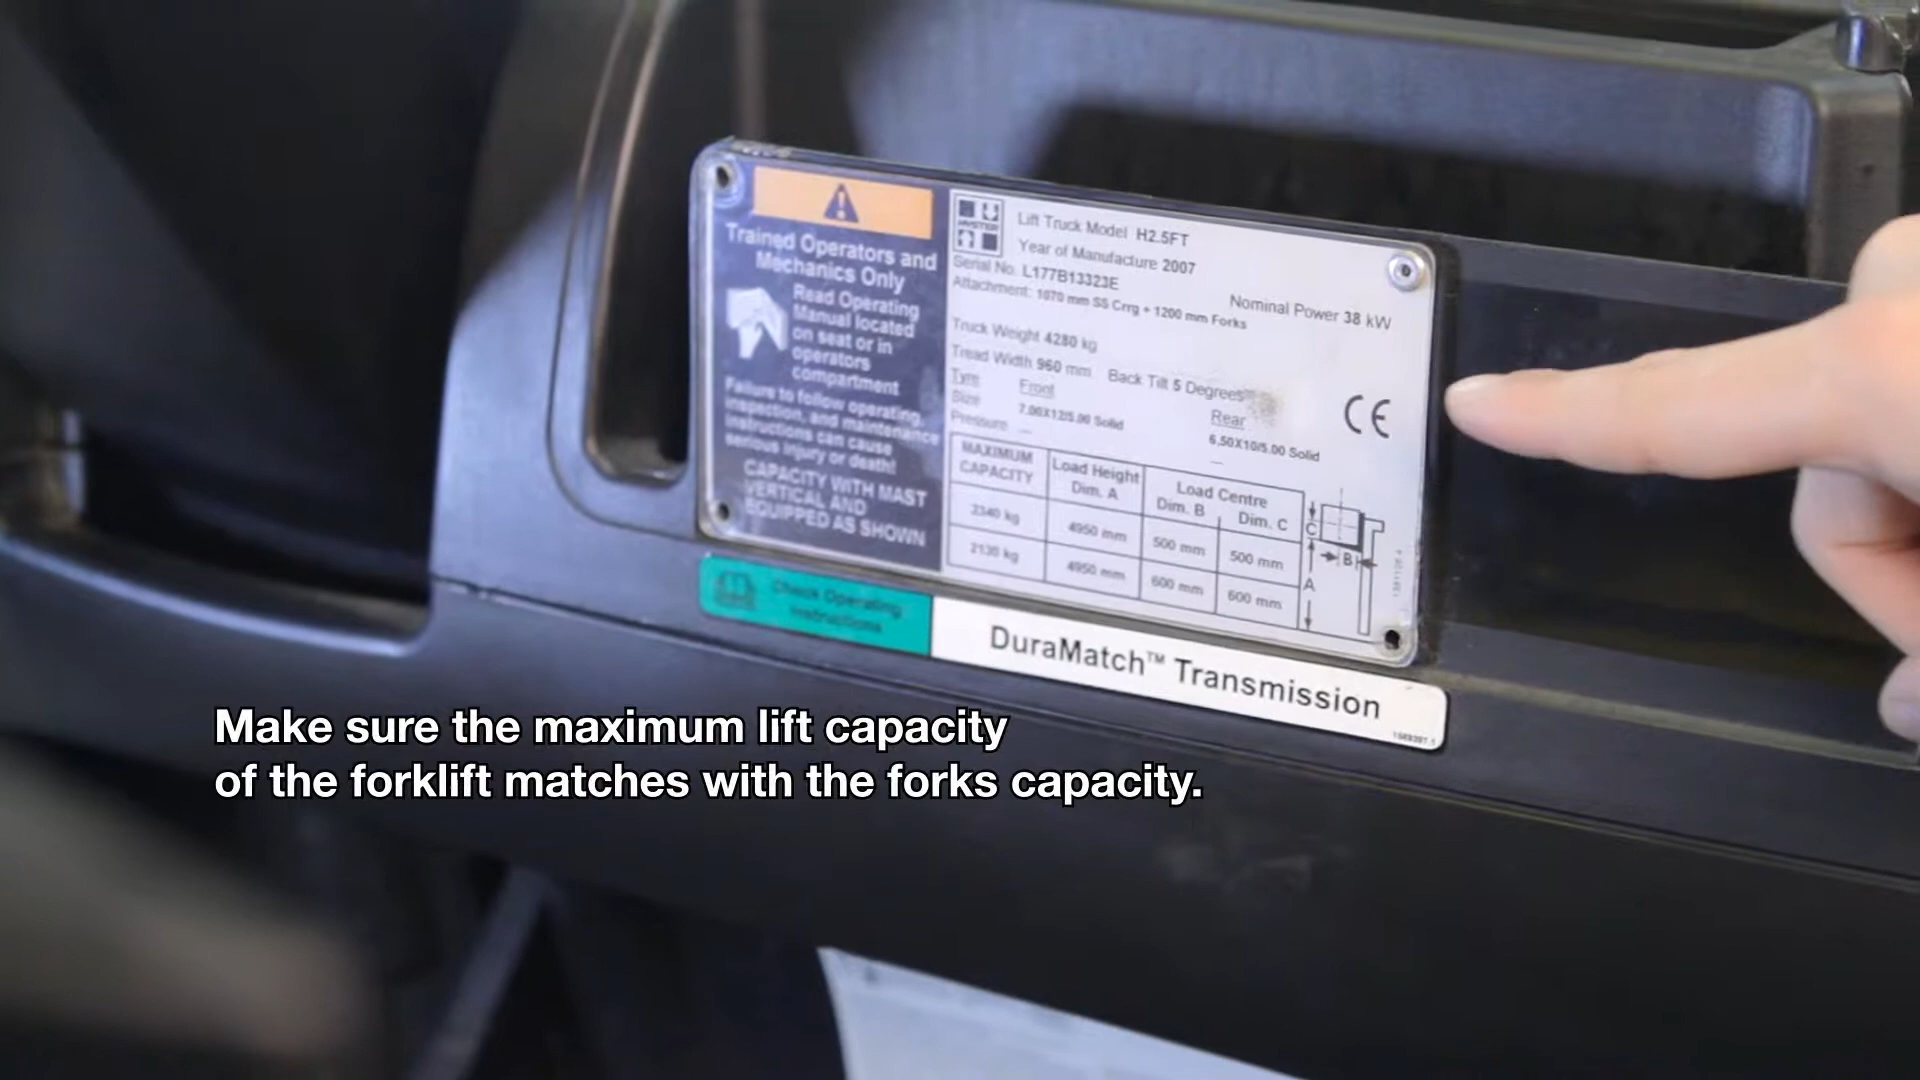 Trained Operators and
Mechanics Only
Read Operating
Manual located
on seat or in
operators
compartment
Failure to follow operating,
inspection, and maintenance
instructions can cause
serious injury or death!
CAPACITY WITH MAST
VERTICAL AND
EQUIPPED AS SHOWN
HYSTER
Lift Truck Model H2.5FT
Year of Manufacture 2007
Serial No. L177B13323E
Nominal Power 38 kW
Attachment: 1070 mm SS Crrg + 1200 mm Forks
Truck Weight 4280 kg
Tread Width 960 mm Back Tilt 5 Degrees
Tyre Front Rear
Size 7.00X12/5.00 Solid 6.50X10/5.00 Solid
Pressure — —
CE
MAXIMUM
CAPACITY
Load Height
Dim. A
Load Centre
Dim. B Dim. C
2340 kg 4950 mm 500 mm 500 mm
2130 kg 4950 mm 600 mm 600 mm
C
B
A
Check Operating
Instructions
DuraMatch™ Transmission
Make sure the maximum lift capacity
of the forklift matches with the forks capacity.